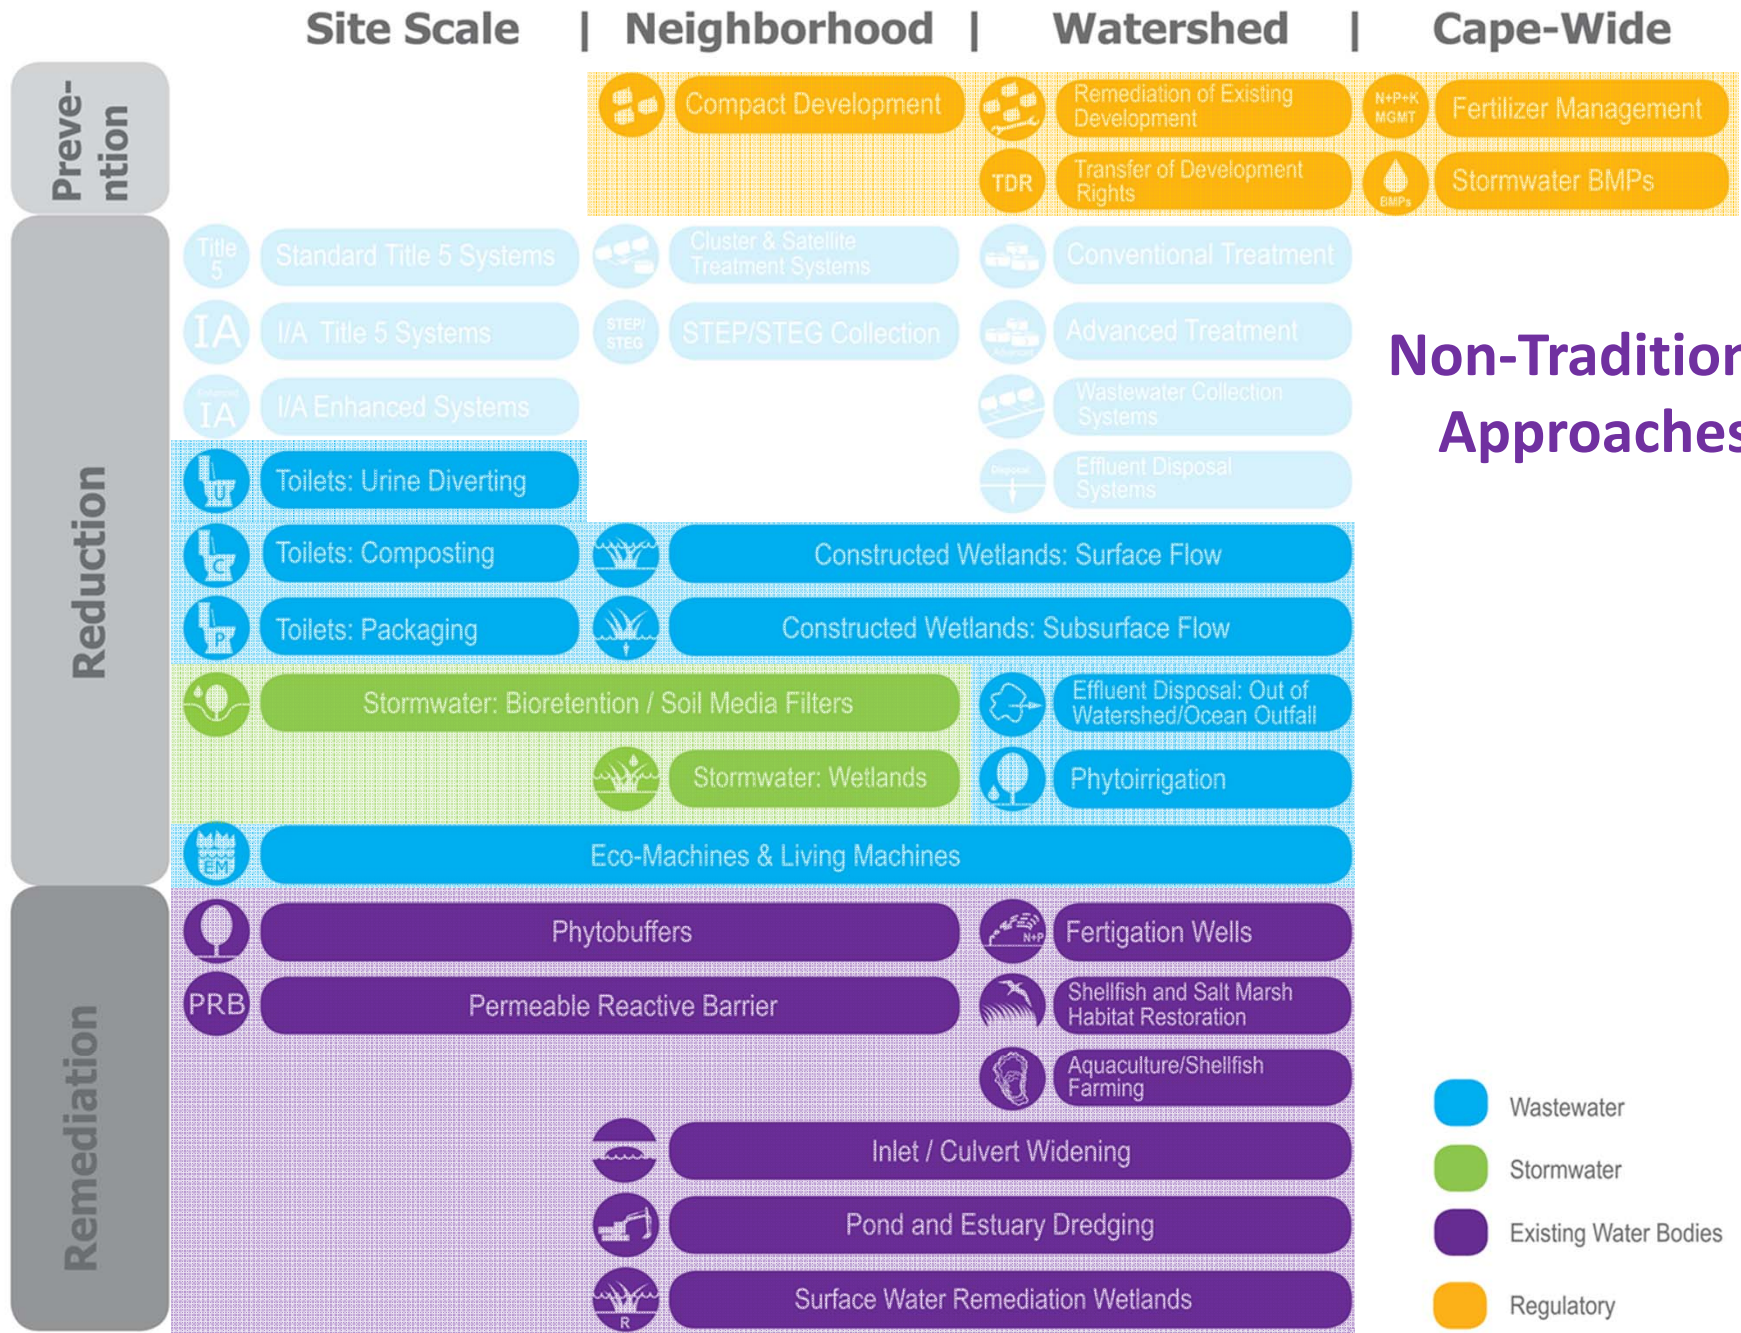 Site Scale | Neighborhood | Watershed | Cape-Wide
Preve-
ntion
Compact Development
Remediation of Existing
Development
N+P+K
MGMT
Fertilizer Management
TDR
Transfer of Development
Rights
BMPs
Stormwater BMPs
Reduction
Title
5
Standard Title 5 Systems
Cluster & Satellite
Treatment Systems
Conventional Treatment
IA
I/A Title 5 Systems
STEP/
STEG
STEP/STEG Collection
Advanced
Advanced Treatment
Non-Tradition
Approaches
Enhanced
IA
I/A Enhanced Systems
Wastewater Collection
Systems
U
Toilets: Urine Diverting
Disposal
Effluent Disposal
Systems
C
Toilets: Composting
Constructed Wetlands: Surface Flow
P
Toilets: Packaging
Constructed Wetlands: Subsurface Flow
Stormwater: Bioretention / Soil Media Filters
Effluent Disposal: Out of
Watershed/Ocean Outfall
Stormwater: Wetlands
Phytoirrigation
EM
Eco-Machines & Living Machines
Remediation
Phytobuffers
N+P
Fertigation Wells
PRB
Permeable Reactive Barrier
Shellfish and Salt Marsh
Habitat Restoration
Aquaculture/Shellfish
Farming
Inlet / Culvert Widening
Pond and Estuary Dredging
R
Surface Water Remediation Wetlands
Wastewater
Stormwater
Existing Water Bodies
Regulatory